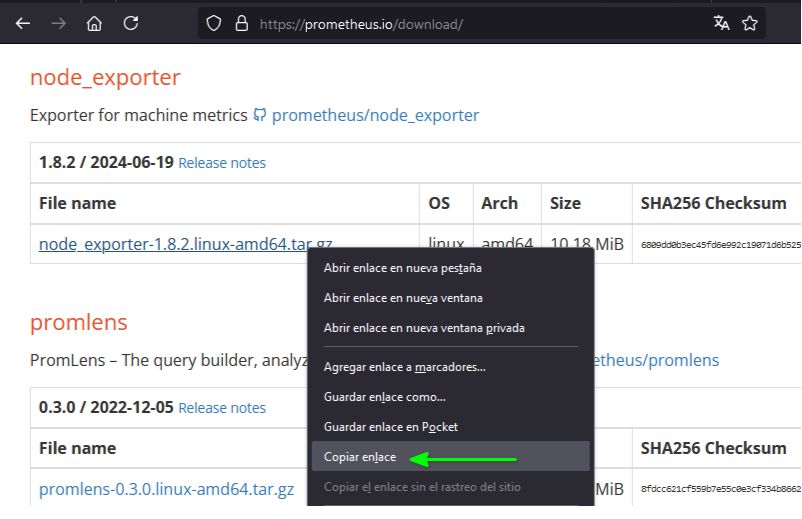 https://prometheus.io/download/
node_exporter
Exporter for machine metrics prometheus/node_exporter
1.8.2 / 2024-06-19 Release notes
File name OS Arch Size SHA256 Checksum
node_exporter-1.8.2.linux-amd64.tar.gz linux amd64 10.18 MiB 6809dd0b3ec45fd6e992c19071d6b525
Abrir enlace en nueva pestaña
Abrir enlace en nueva ventana
Abrir enlace en nueva ventana privada
Agregar enlace a marcadores...
Guardar enlace como...
Guardar enlace en Pocket
Copiar enlace
Copiar el enlace sin el rastreo del sitio
promlens
PromLens – The query builder, analyz etheus/promlens
0.3.0 / 2022-12-05 Release notes
File name SHA256 Checksum
promlens-0.3.0.linux-amd64.tar.gz MiB 8fdcc621cf559b7e55c0e3cf334b8662